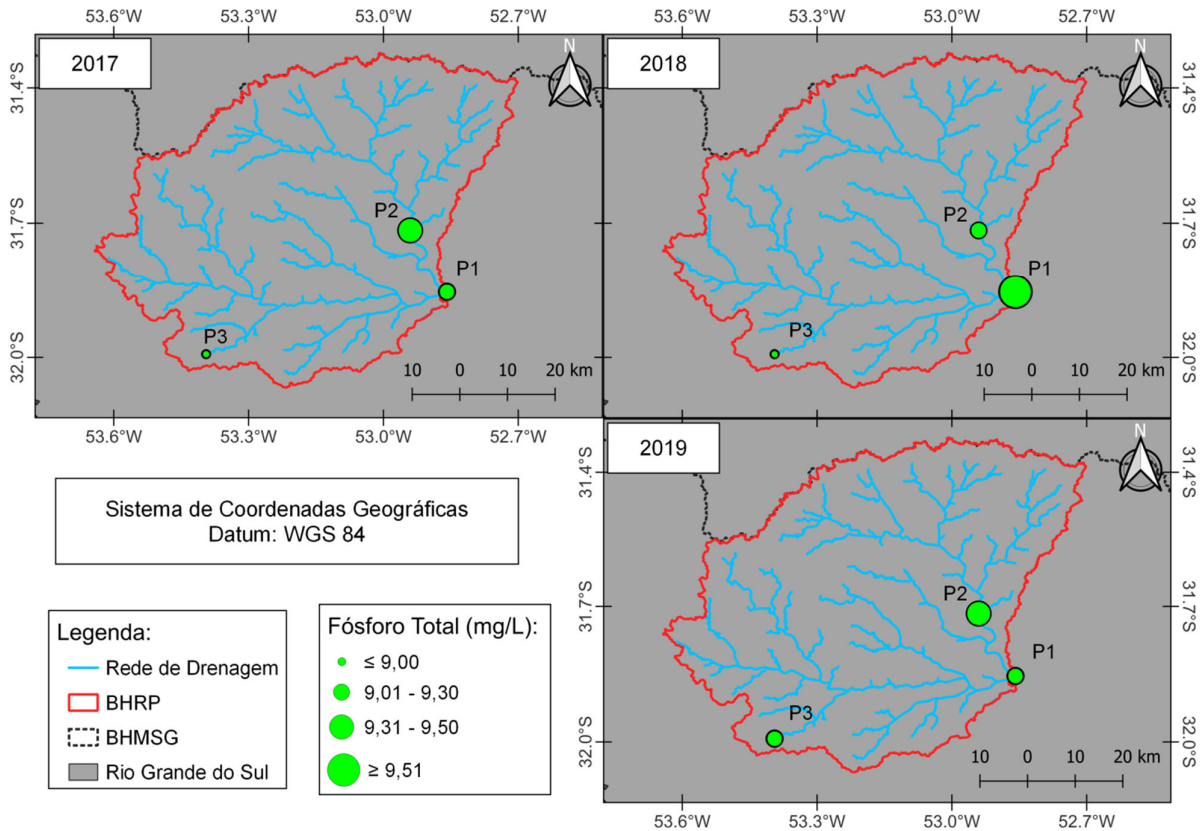 53.6°W 53.3°W 53.0°W 52.7°W
53.6°W 53.3°W 53.0°W 52.7°W
2017
N
31.4°S
31.7°S
32.0°S
P2
P1
P3
10 0 10 20 km
53.6°W 53.3°W 53.0°W 52.7°W
2018
N
31.4°S
31.7°S
32.0°S
P2
P1
P3
10 0 10 20 km
2019
N
31.4°S
31.7°S
32.0°S
31.4°S
31.7°S
32.0°S
P2
P1
P3
10 0 10 20 km
53.6°W 53.3°W 53.0°W 52.7°W
Sistema de Coordenadas Geográficas
Datum: WGS 84
Legenda:
Rede de Drenagem
BHRP
BHMSG
Rio Grande do Sul
Fósforo Total (mg/L):
≤ 9,00
9,01 - 9,30
9,31 - 9,50
≥ 9,51